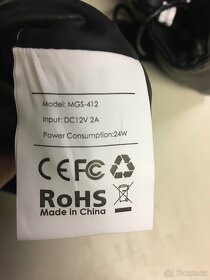 Model: MGS-412
Input: DC12V 2A
Power Consumption:24W
CE FC
RoHS
Made in China